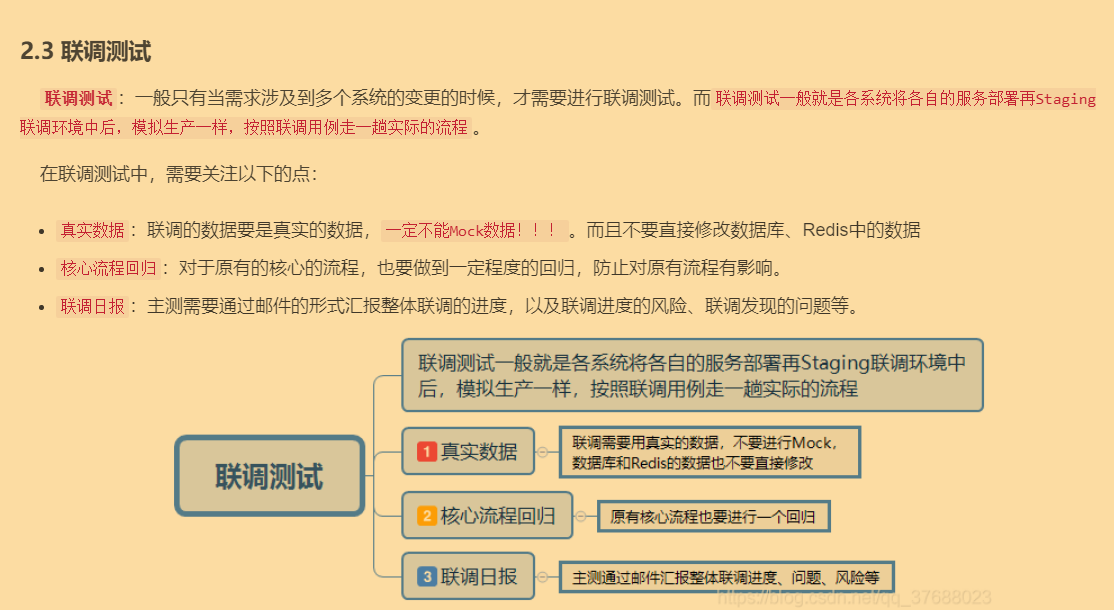 2.3 联调测试
联调测试：一般只有当需求涉及到多个系统的变更的时候，才需要进行联调测试。而 联调测试一般就是各系统将各自的服务部署再Staging
联调环境中后，模拟生产一样，按照联调用例走一趟实际的流程 。
在联调测试中，需要关注以下的点：
• 真实数据：联调的数据要是真实的数据，一定不能Mock数据！！！。而且不要直接修改数据库、Redis中的数据
• 核心流程回归：对于原有的核心的流程，也要做到一定程度的回归，防止对原有流程有影响。
• 联调日报：主测需要通过邮件的形式汇报整体联调的进度，以及联调进度的风险、联调发现的问题等。
联调测试
联调测试一般就是各系统将各自的服务部署再Staging联调环境中
后，模拟生产一样，按照联调用例走一趟实际的流程
1 真实数据
联调需要用真实的数据，不要进行Mock，
数据库和Redis的数据也不要直接修改
2 核心流程回归
原有核心流程也要进行一个回归
3 联调日报
主测通过邮件汇报整体联调进度、问题、风险等
https://blog.csdn.net/qq_37688023